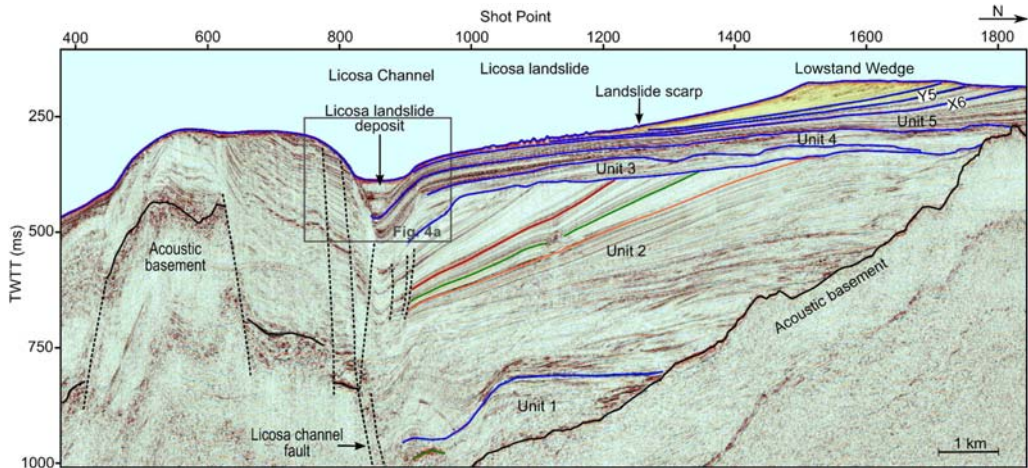 Shot Point
N
400 600 800 1000 1200 1400 1600 1800
Licosa Channel
Licosa landslide
Lowstand Wedge
Licosa landslide
deposit
Landslide scarp
Y5
X6
Unit 5
Unit 4
Unit 3
Fig. 4a
Unit 2
Acoustic
basement
Acoustic basement
Unit 1
Licosa channel
fault
1 km
TWTT (ms)
250
500
750
1000